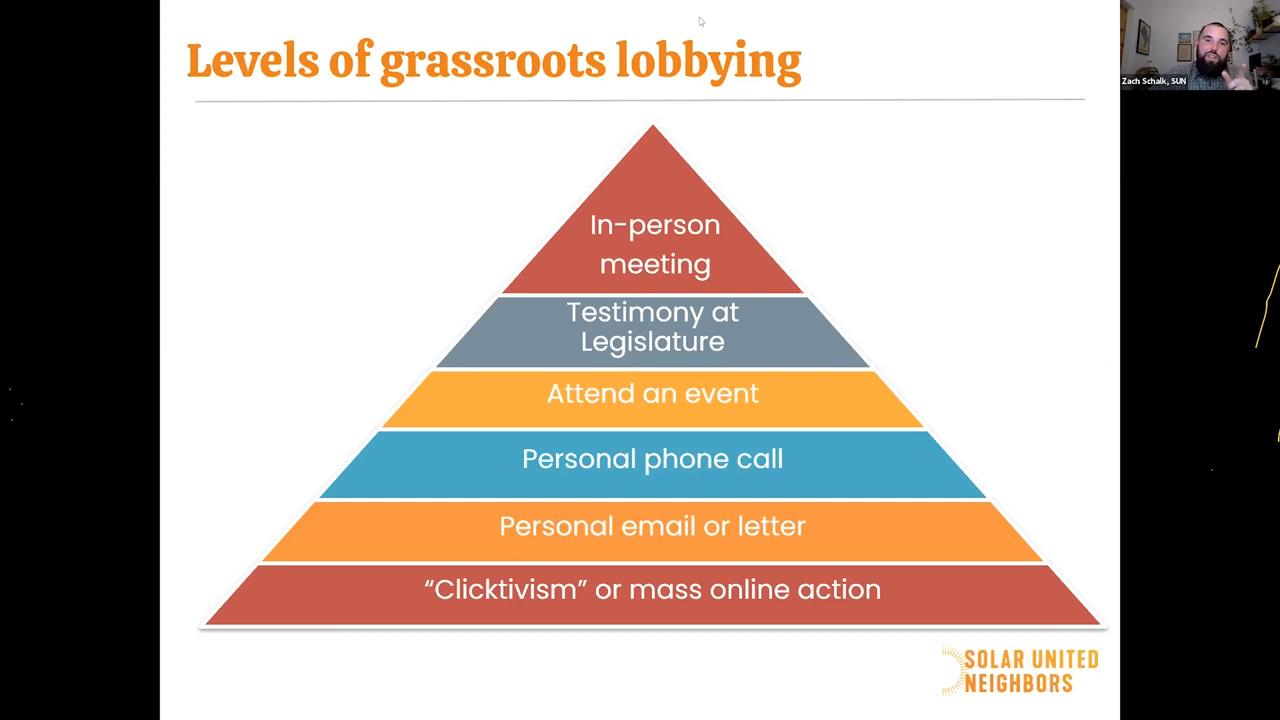 Levels of grassroots lobbying
Zach Schalk, SUN
In-person
meeting
Testimony at
Legislature
Attend an event
Personal phone call
Personal email or letter
“Clicktivism” or mass online action
SOLAR UNITED
NEIGHBORS